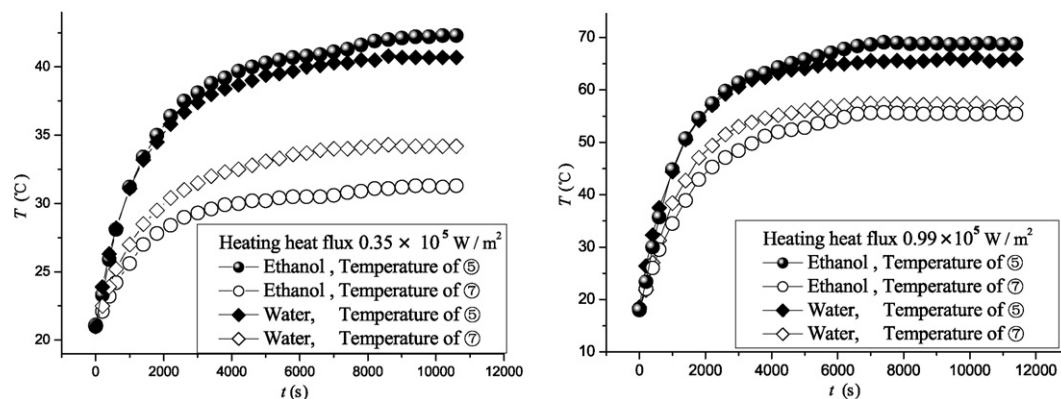 40
35
30
25
20
T (℃)
Heating heat flux 0.35 × 10⁵ W / m²
Ethanol , Temperature of ⑤
Ethanol , Temperature of ⑦
Water, Temperature of ⑤
Water, Temperature of ⑦
0 2000 4000 6000 8000 10000 12000
t (s)
70
60
50
40
30
20
10
T (℃)
Heating heat flux 0.99 × 10⁵ W / m²
Ethanol , Temperature of ⑤
Ethanol , Temperature of ⑦
Water, Temperature of ⑤
Water, Temperature of ⑦
0 2000 4000 6000 8000 10000 12000
t (s)